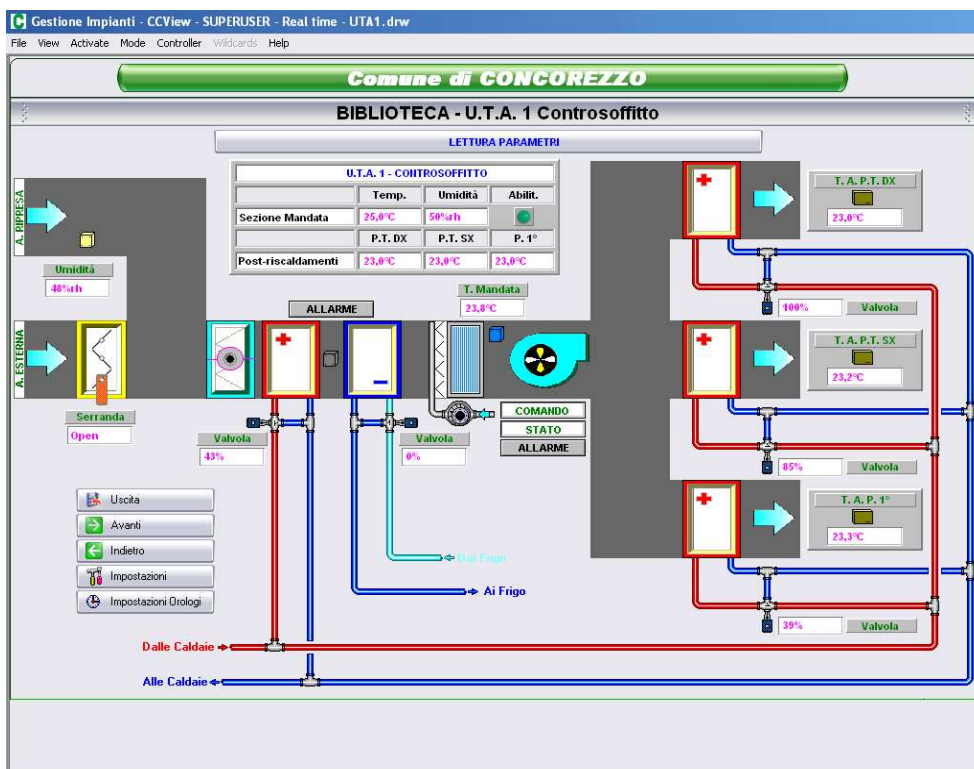 Gestione Impianti - CCView - SUPERUSER - Real time - UTA1.drw
File View Activate Mode Controller Wildcards Help
Comune di CONCOREZZO
BIBLIOTECA - U.T.A. 1 Controsoffitto
LETTURA PARAMETRI
U.T.A. 1 - CONTROSOFFITTO
Temp. Umidità Abilit.
Sezione Mandata 25,0°C 50%rh
P.T. DX P.T. SX P. 1°
Post-riscaldamenti 23,0°C 23,0°C 23,0°C
A. RIPRESA
Umidità
48%rh
T. A. P.T. DX
23,0°C
T. Mandata
23,8°C
ALLARME
100% Valvola
A. ESTERNA
T. A. P.T. SX
23,2°C
Serranda
Open
Valvola
43%
Valvola
0%
COMANDO
STATO
ALLARME
85% Valvola
Uscita
Avanti
Indietro
Impostazioni
Impostazioni Orologi
T. A. P. 1°
23,3°C
Dai Frigo
Ai Frigo
39% Valvola
Dalle Caldaie
Alle Caldaie